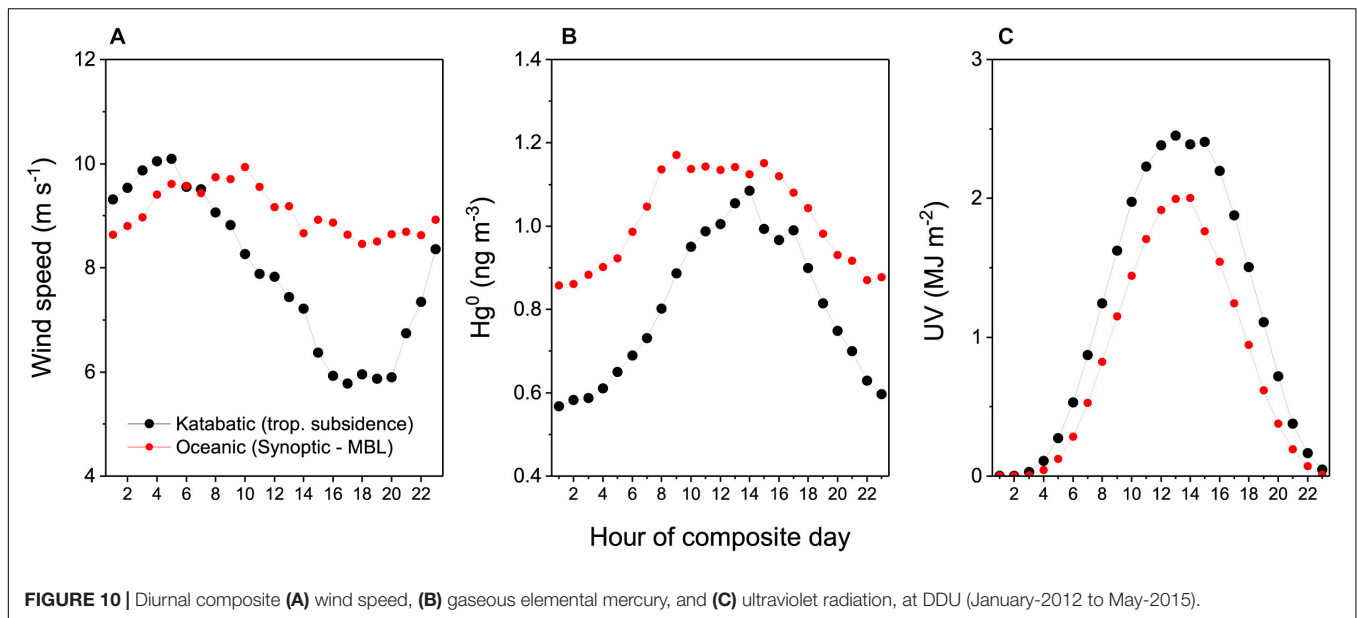 A
B
C
12
10
8
6
4
Wind speed (m s⁻¹)
Katabatic (trop. subsidence)
Oceanic (Synoptic - MBL)
2 4 6 8 10 12 14 16 18 20 22
1.4
1.2
1.0
0.8
0.6
0.4
Hg⁰ (ng m⁻³)
2 4 6 8 10 12 14 16 18 20 22
3
2
1
0
UV (MJ m⁻²)
2 4 6 8 10 12 14 16 18 20 22
Hour of composite day
FIGURE 10 | Diurnal composite (A) wind speed, (B) gaseous elemental mercury, and (C) ultraviolet radiation, at DDU (January-2012 to May-2015).